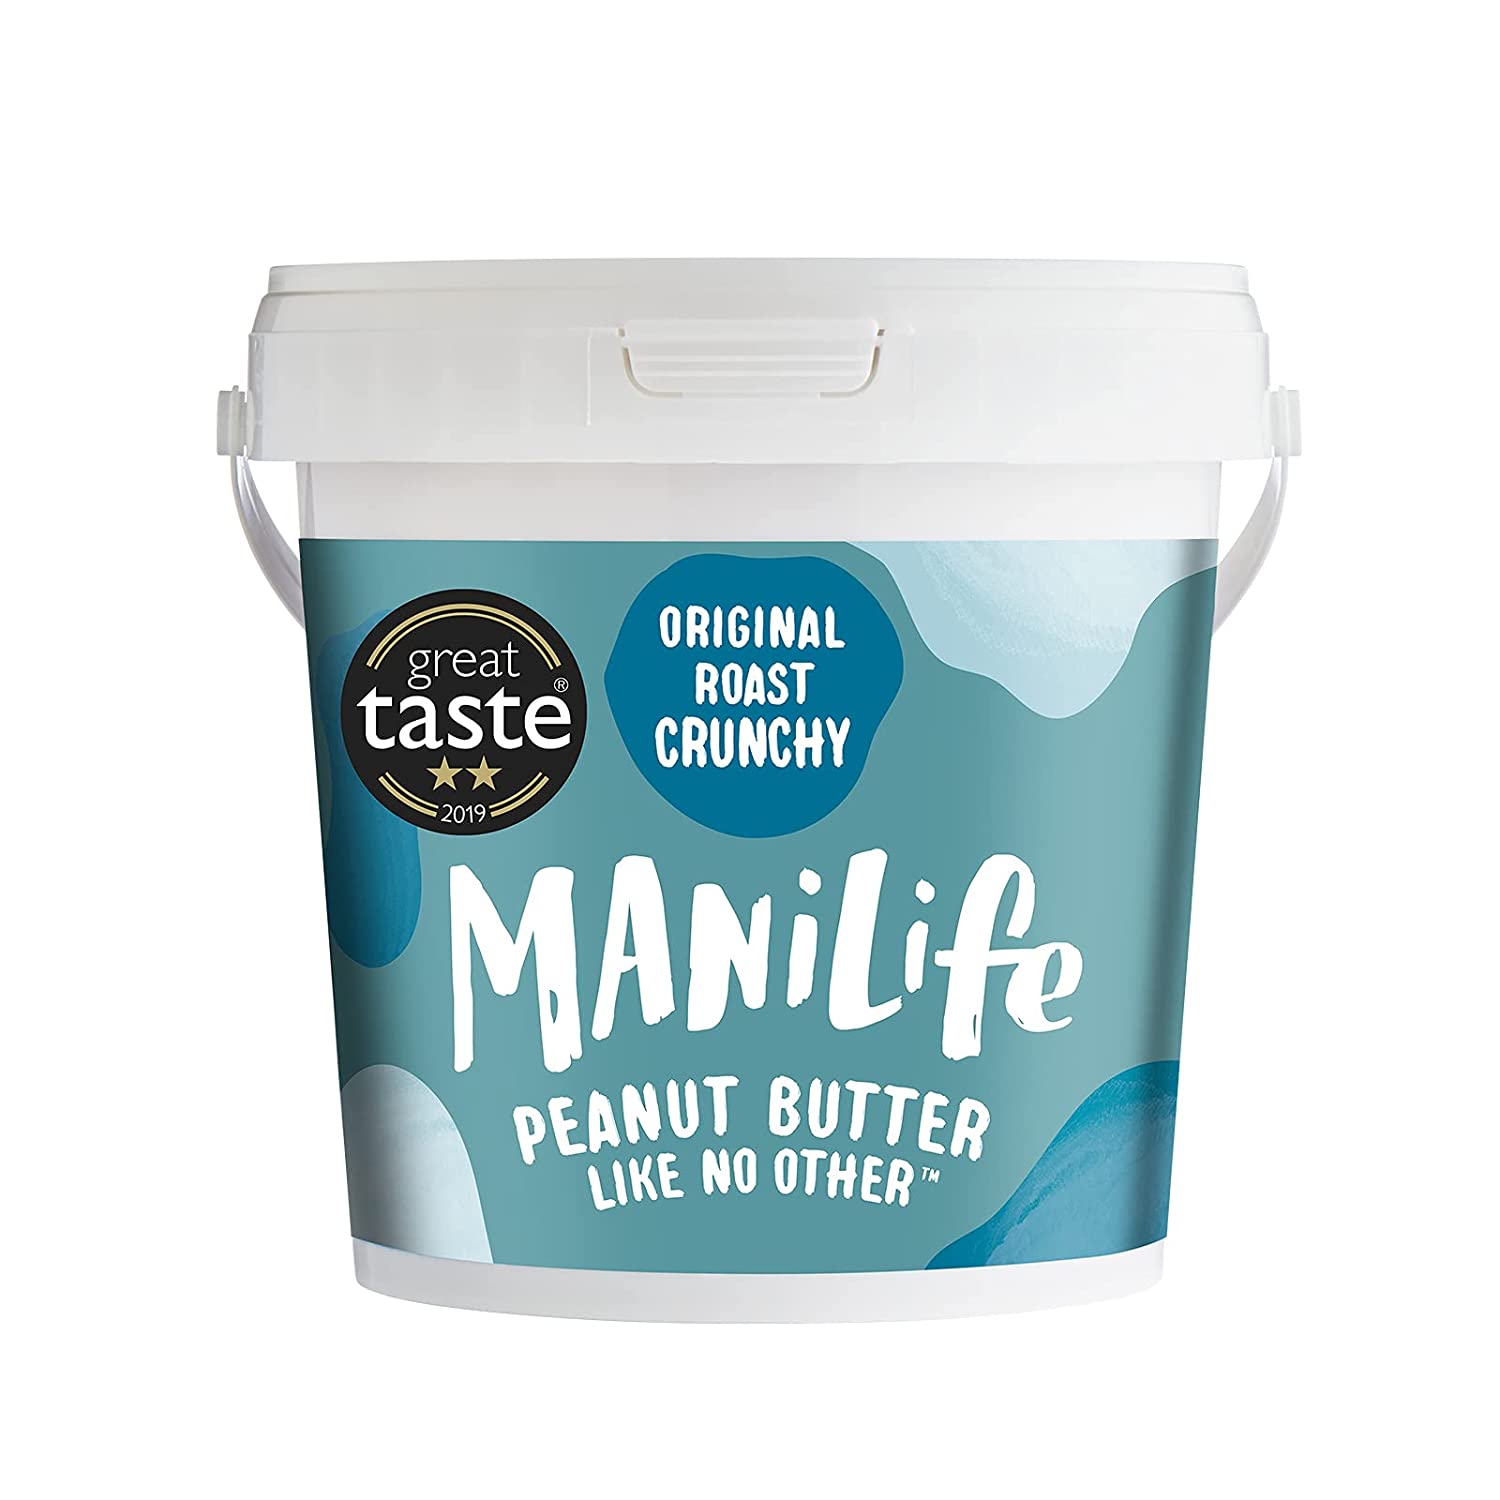 great
taste®
2019
ORIGINAL
ROAST
CRUNCHY
MANiLife
PEANUT BUTTER
LIKE NO OTHER™